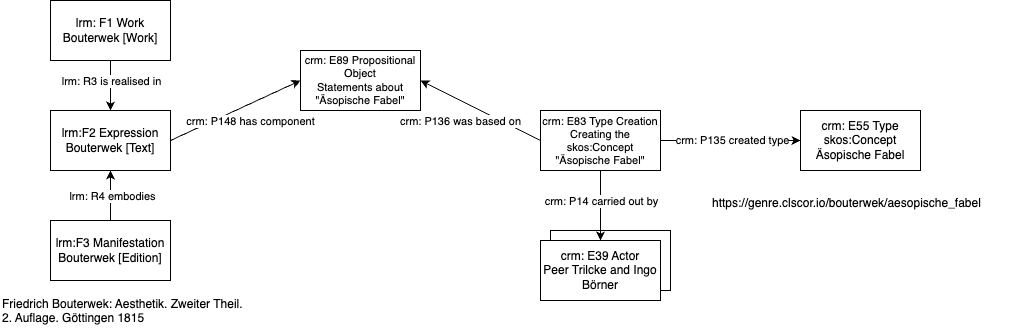 lrm: F1 Work
Bouterwek [Work]
lrm: R3 is realised in
lrm:F2 Expression
Bouterwek [Text]
lrm: R4 embodies
lrm:F3 Manifestation
Bouterwek [Edition]
Friedrich Bouterwek: Aesthetik. Zweiter Theil.
2. Auflage. Göttingen 1815
crm: P148 has component
crm: E89 Propositional
Object
Statements about
"Äsopische Fabel"
crm: P136 was based on
crm: E83 Type Creation
Creating the
skos:Concept
"Äsopische Fabel"
crm: P135 created type
crm: E55 Type
skos:Concept
Äsopische Fabel
https://genre.clscor.io/bouterwek/aesopische_fabel
crm: P14 carried out by
crm: E39 Actor
Peer Trilcke and Ingo
Börner